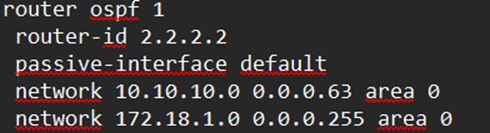 router ospf 1
router-id 2.2.2.2
passive-interface default
network 10.10.10.0 0.0.0.63 area 0
network 172.18.1.0 0.0.0.255 area 0